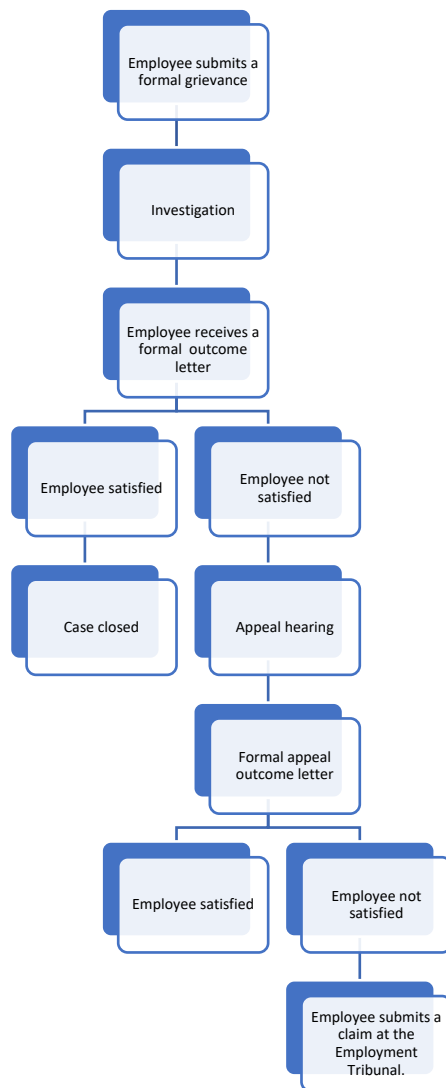 Employee submits a
formal grievance
Investigation
Employee receives a
formal outcome
letter
Employee satisfied
Employee not
satisfied
Case closed
Appeal hearing
Formal appeal
outcome letter
Employee satisfied
Employee not
satisfied
Employee submits a
claim at the
Employment
Tribunal.